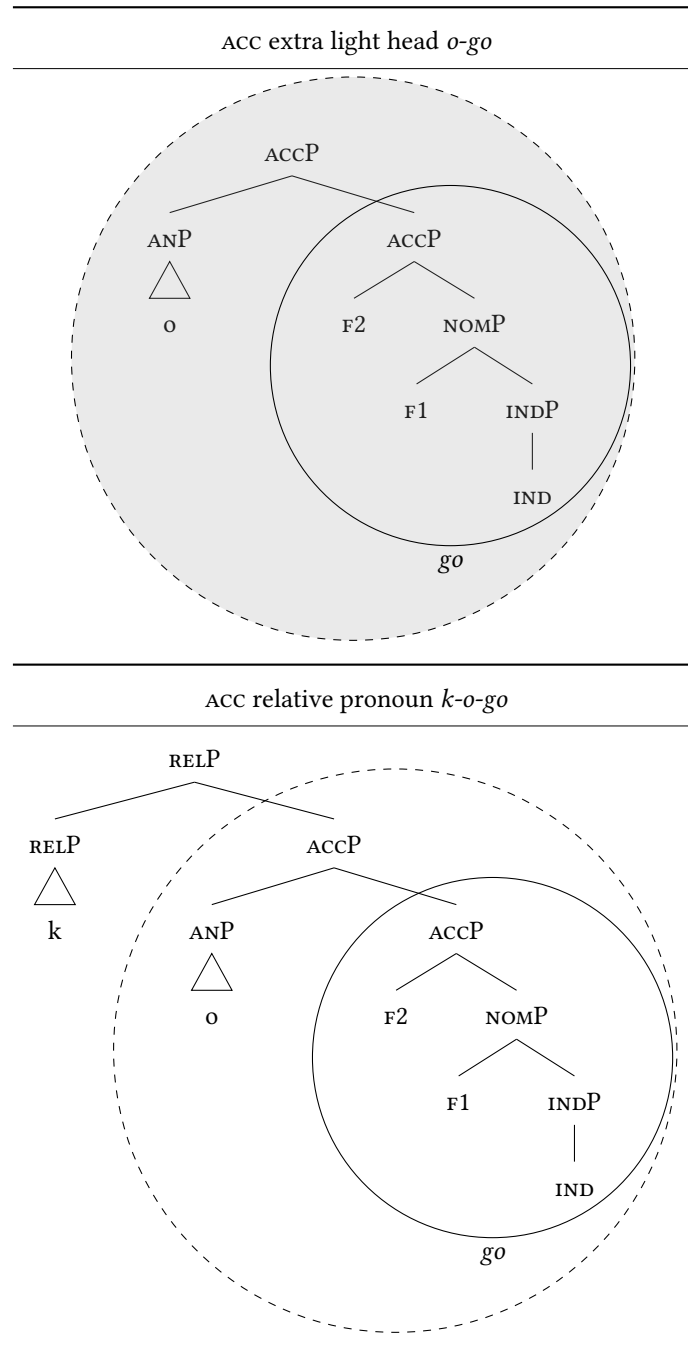 ACC extra light head o-go
ACCP
ANP ACCP
o F2 NOMP
F1 INDP
IND
go
ACC relative pronoun k-o-go
RELP
RELP ACCP
k ANP ACCP
o F2 NOMP
F1 INDP
IND
go